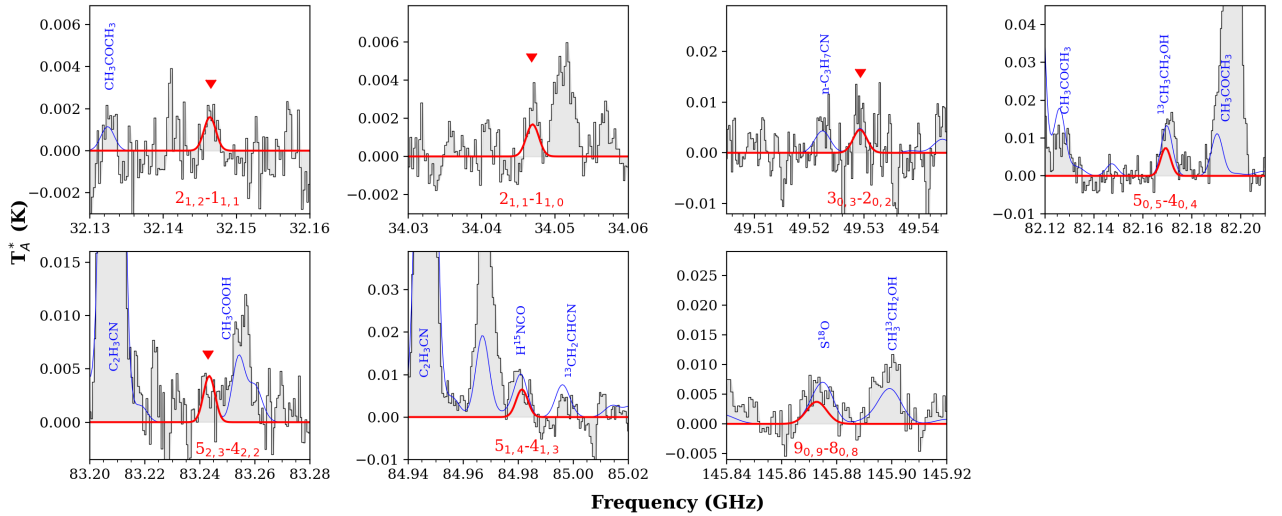 0.006
0.004
0.002
0.000
−0.002
32.13 32.14 32.15 32.16
CH₃COCH₃
2₁,₂-1₁,₁
0.006
0.004
0.002
0.000
−0.002
34.03 34.04 34.05 34.06
2₁,₁-1₁,₀
0.02
0.01
0.00
−0.01
49.51 49.52 49.53 49.54
n-C₃H₇CN
3₀,₃-2₀,₂
0.04
0.03
0.02
0.01
0.00
−0.01
82.12 82.14 82.16 82.18 82.20
CH₃COCH₃
¹³CH₃CH₂OH
CH₃COCH₃
5₀,₅-4₀,₄
T*A (K)
0.015
0.010
0.005
0.000
83.20 83.22 83.24 83.26 83.28
C₂H₃CN
CH₃COOH
5₂,₃-4₂,₂
0.03
0.02
0.01
0.00
−0.01
84.94 84.96 84.98 85.00 85.02
C₂H₃CN
H¹⁵NCO
¹³CH₂CHCN
5₁,₄-4₁,₃
0.025
0.020
0.015
0.010
0.005
0.000
−0.005
145.84 145.86 145.88 145.90 145.92
S¹⁸O
CH₃¹³CH₂OH
9₀,₉-8₀,₈
Frequency (GHz)